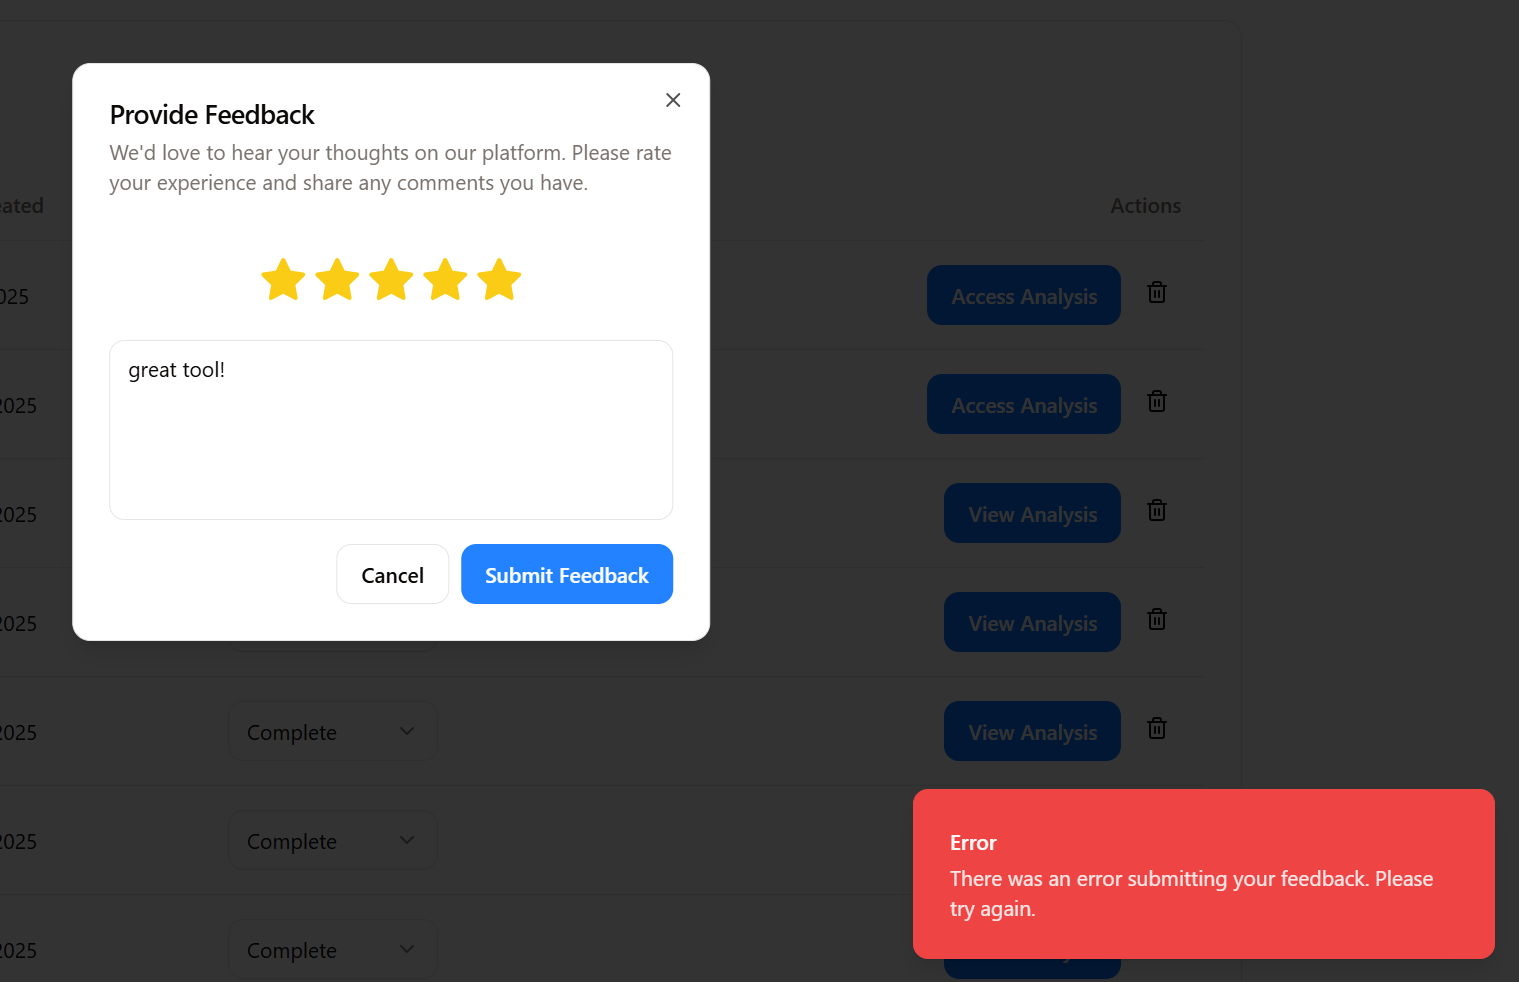 Provide Feedback
We'd love to hear your thoughts on our platform. Please rate
your experience and share any comments you have.
eated
Actions
025
Access Analysis
great tool!
2025
Access Analysis
2025
View Analysis
Cancel
Submit Feedback
2025
View Analysis
2025
Complete
View Analysis
2025
Complete
Error
There was an error submitting your feedback. Please
try again.
2025
Complete